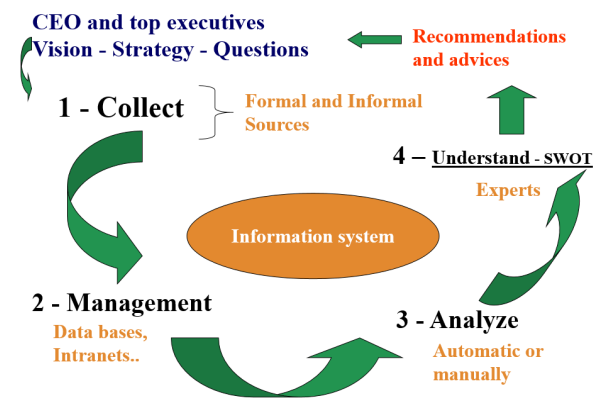 CEO and top executives
Vision - Strategy - Questions
Recommendations
and advices
1 - Collect
Formal and Informal
Sources
4 – Understand - SWOT
Experts
Information system
2 - Management
Data bases,
Intranets..
3 - Analyze
Automatic or
manually